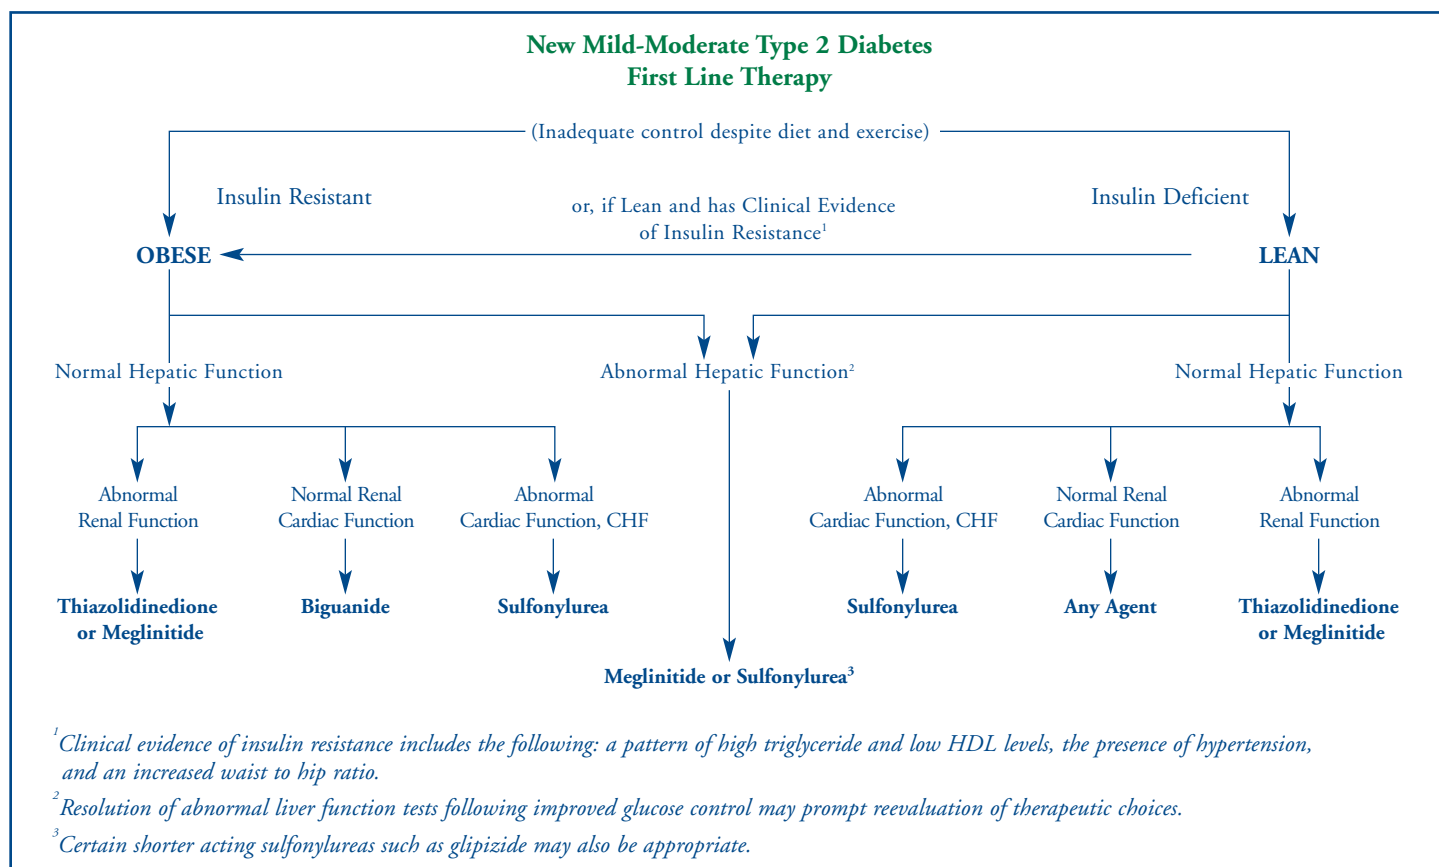 New Mild-Moderate Type 2 Diabetes
First Line Therapy
(Inadequate control despite diet and exercise)
Insulin Resistant
or, if Lean and has Clinical Evidence
of Insulin Resistance¹
Insulin Deficient
OBESE
LEAN
Normal Hepatic Function
Abnormal Hepatic Function²
Normal Hepatic Function
Abnormal
Renal Function
Normal Renal
Cardiac Function
Abnormal
Cardiac Function, CHF
Abnormal
Cardiac Function, CHF
Normal Renal
Cardiac Function
Abnormal
Renal Function
Thiazolidinedione
or Meglinitide
Biguanide
Sulfonylurea
Sulfonylurea
Any Agent
Thiazolidinedione
or Meglinitide
Meglinitide or Sulfonylurea³
¹Clinical evidence of insulin resistance includes the following: a pattern of high triglyceride and low HDL levels, the presence of hypertension,
and an increased waist to hip ratio.
²Resolution of abnormal liver function tests following improved glucose control may prompt reevaluation of therapeutic choices.
³Certain shorter acting sulfonylureas such as glipizide may also be appropriate.